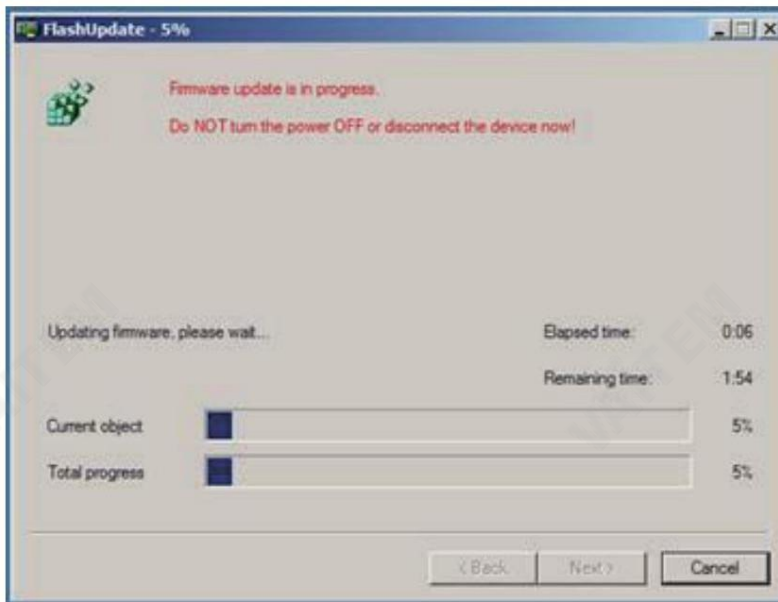 FlashUpdate - 5%
Firmware update is in progress.
Do NOT turn the power OFF or disconnect the device now!
Updating firmware, please wait...
Elapsed time: 0:06
Remaining time: 1:54
Current object 5%
Total progress 5%
< Back Next > Cancel